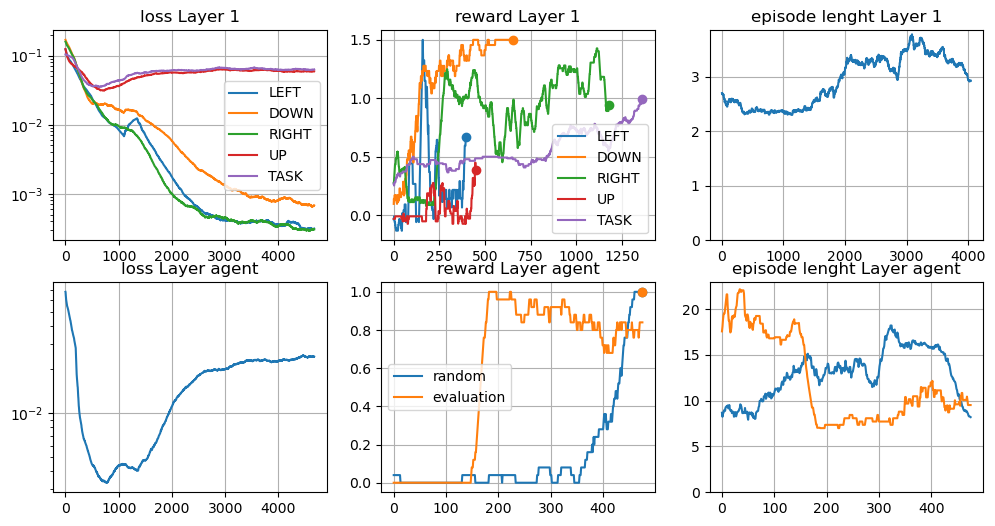 loss Layer 1
reward Layer 1
episode lenght Layer 1
10⁻¹
10⁻²
10⁻³
LEFT
DOWN
RIGHT
UP
TASK
0 1000 2000 3000 4000
1.5
1.0
0.5
0.0
LEFT
DOWN
RIGHT
UP
TASK
0 250 500 750 1000 1250
3
2
1
0
0 1000 2000 3000 4000
loss Layer agent
reward Layer agent
episode lenght Layer agent
10⁻²
0 1000 2000 3000 4000
1.0
0.8
0.6
0.4
0.2
0.0
random
evaluation
0 100 200 300 400
20
15
10
5
0
0 100 200 300 400